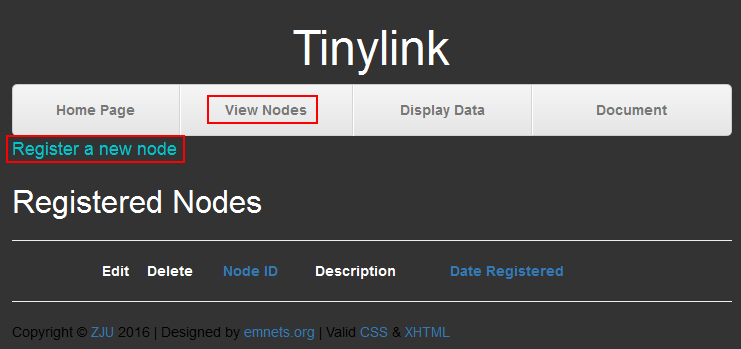 Tinylink
Home Page View Nodes Display Data Document
Register a new node
Registered Nodes
Edit Delete Node ID Description Date Registered
Copyright © ZJU 2016 | Designed by emnets.org | Valid CSS & XHTML